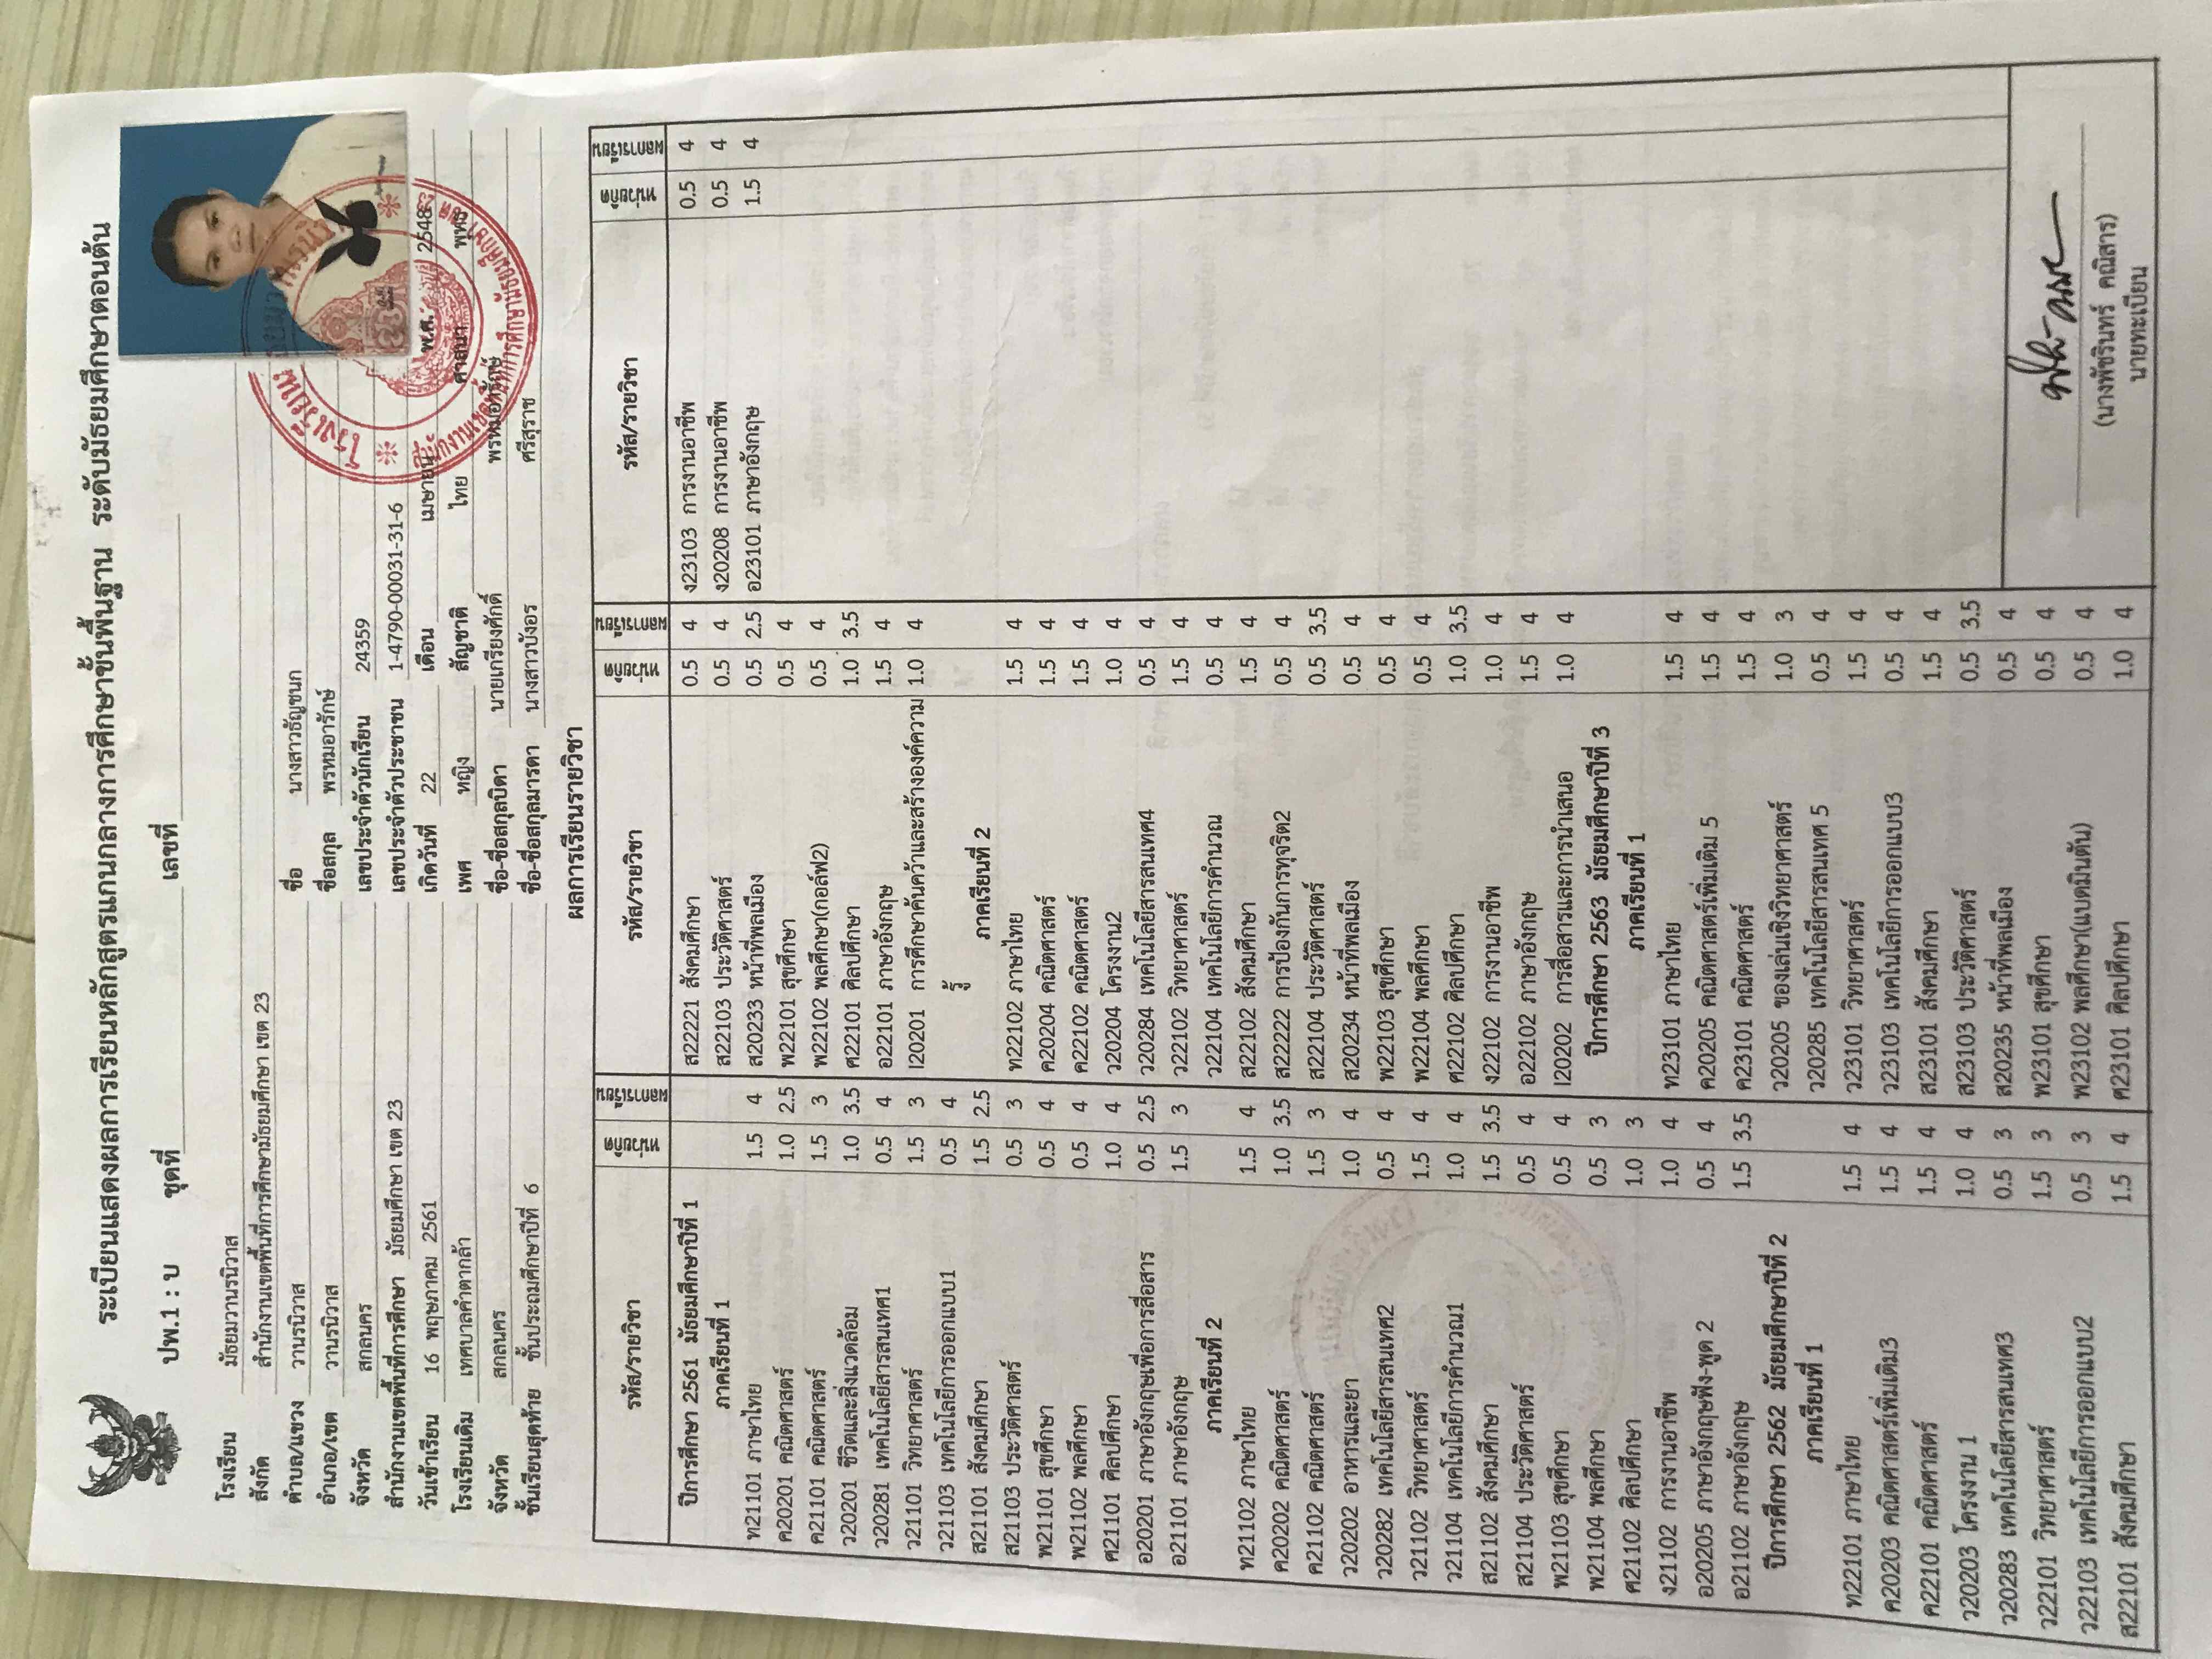 ระเบียนแสดงผลการเรียนหลักสูตรแกนกลางการศึกษาขั้นพื้นฐาน ระดับมัธยมศึกษาตอนต้น
ปพ.1 : บ ชุดที่ เลขที่
โรงเรียน มัธยมวานรนิวาส
สังกัด สำนักงานเขตพื้นที่การศึกษามัธยมศึกษา เขต 23
ตำบล/แขวง วานรนิวาส
อำเภอ/เขต วานรนิวาส
จังหวัด สกลนคร
สำนักงานเขตพื้นที่การศึกษา มัธยมศึกษา เขต 23
วันเข้าเรียน 16 พฤษภาคม 2561
โรงเรียนเดิม เทศบาลคำตากล้า
จังหวัด สกลนคร
ชั้นเรียนสุดท้าย ชั้นประถมศึกษาปีที่ 6
ชื่อ นางสาวธัญชนก
ชื่อสกุล พรหมอารักษ์
เลขประจำตัวนักเรียน 24359
เลขประจำตัวประชาชน 1-4790-00031-31-6
เกิดวันที่ 22 เดือน เมษายน พ.ศ. 2548
เพศ หญิง สัญชาติ ไทย ศาสนา พุทธ
ชื่อ-ชื่อสกุลบิดา นายเกรียงศักดิ์ พรหมอารักษ์
ชื่อ-ชื่อสกุลมารดา นางสาวบังอร ศรีสุราช
ผลการเรียนรายวิชา
รหัส/รายวิชา หน่วยกิต ผลการเรียน
ปีการศึกษา 2561 มัธยมศึกษาปีที่ 1
ภาคเรียนที่ 1
ท21101 ภาษาไทย 1.5 4
ค20201 คณิตศาสตร์ 1.0 2.5
ค21101 คณิตศาสตร์ 1.5 3
ว20201 ชีวิตและสิ่งแวดล้อม 1.0 3.5
ว20281 เทคโนโลยีสารสนเทศ1 0.5 4
ว21101 วิทยาศาสตร์ 1.5 3
ว21103 เทคโนโลยีการออกแบบ1 0.5 4
ส21101 สังคมศึกษา 1.5 2.5
ส21103 ประวัติศาสตร์ 0.5 3
พ21101 สุขศึกษา 0.5 4
พ21102 พลศึกษา 0.5 4
ศ21101 ศิลปศึกษา 1.0 4
อ20201 ภาษาอังกฤษเพื่อการสื่อสาร 0.5 2.5
อ21101 ภาษาอังกฤษ 1.5 3
ภาคเรียนที่ 2
ท21102 ภาษาไทย 1.5 4
ค20202 คณิตศาสตร์ 1.0 3.5
ค21102 คณิตศาสตร์ 1.5 3
ว20202 อาหารและยา 1.0 4
ว20282 เทคโนโลยีสารสนเทศ2 0.5 4
ว21102 วิทยาศาสตร์ 1.5 4
ว21104 เทคโนโลยีการคำนวณ1 1.0 4
ส21102 สังคมศึกษา 1.5 3.5
ส21104 ประวัติศาสตร์ 0.5 4
พ21103 สุขศึกษา 0.5 4
พ21104 พลศึกษา 0.5 3
ศ21102 ศิลปศึกษา 1.0 3
ง21102 การงานอาชีพ 1.0 4
อ20205 ภาษาอังกฤษฟัง-พูด 2 0.5 4
อ21102 ภาษาอังกฤษ 1.5 3.5
ปีการศึกษา 2562 มัธยมศึกษาปีที่ 2
ภาคเรียนที่ 1
ท22101 ภาษาไทย 1.5 4
ค20203 คณิตศาสตร์เพิ่มเติม3 1.5 4
ค22101 คณิตศาสตร์ 1.5 4
ว20203 โครงงาน 1 1.0 4
ว20283 เทคโนโลยีสารสนเทศ3 0.5 3
ว22101 วิทยาศาสตร์ 1.5 3
ว22103 เทคโนโลยีการออกแบบ2 0.5 3
ส22101 สังคมศึกษา 1.5 4
รหัส/รายวิชา หน่วยกิต ผลการเรียน
ส22221 สังคมศึกษา 0.5 4
ส22103 ประวัติศาสตร์ 0.5 4
ส20233 หน้าที่พลเมือง 0.5 2.5
พ22101 สุขศึกษา 0.5 4
พ22102 พลศึกษา(กอล์ฟ2) 0.5 4
ศ22101 ศิลปศึกษา 1.0 3.5
อ22101 ภาษาอังกฤษ 1.5 4
I20201 การศึกษาค้นคว้าและสร้างองค์ความ 1.0 4
รู้
ภาคเรียนที่ 2
ท22102 ภาษาไทย 1.5 4
ค20204 คณิตศาสตร์ 1.5 4
ค22102 คณิตศาสตร์ 1.5 4
ว20204 โครงงาน2 1.0 4
ว20284 เทคโนโลยีสารสนเทศ4 0.5 4
ว22102 วิทยาศาสตร์ 1.5 4
ว22104 เทคโนโลยีการคำนวณ 0.5 4
ส22102 สังคมศึกษา 1.5 4
ส22222 การป้องกันการทุจริต2 0.5 4
ส22104 ประวัติศาสตร์ 0.5 3.5
ส20234 หน้าที่พลเมือง 0.5 4
พ22103 สุขศึกษา 0.5 4
พ22104 พลศึกษา 0.5 4
ศ22102 ศิลปศึกษา 1.0 3.5
ง22102 การงานอาชีพ 1.0 4
อ22102 ภาษาอังกฤษ 1.5 4
I20202 การสื่อสารและการนำเสนอ 1.0 4
ปีการศึกษา 2563 มัธยมศึกษาปีที่ 3
ภาคเรียนที่ 1
ท23101 ภาษาไทย 1.5 4
ค20205 คณิตศาสตร์เพิ่มเติม 5 1.5 4
ค23101 คณิตศาสตร์ 1.5 4
ว20205 ของเล่นเชิงวิทยาศาสตร์ 1.0 3
ว20285 เทคโนโลยีสารสนเทศ 5 0.5 4
ว23101 วิทยาศาสตร์ 1.5 4
ว23103 เทคโนโลยีการออกแบบ3 0.5 4
ส23101 สังคมศึกษา 1.5 4
ส23103 ประวัติศาสตร์ 0.5 3.5
ส20235 หน้าที่พลเมือง 0.5 4
พ23101 สุขศึกษา 0.5 4
พ23102 พลศึกษา(แบดมินตัน) 0.5 4
ศ23101 ศิลปศึกษา 1.0 4
รหัส/รายวิชา หน่วยกิต ผลการเรียน
ง23103 การงานอาชีพ 0.5 4
ง20208 การงานอาชีพ 0.5 4
อ23101 ภาษาอังกฤษ 1.5 4
(นางพัชรินทร์ คณิสาร)
นายทะเบียน